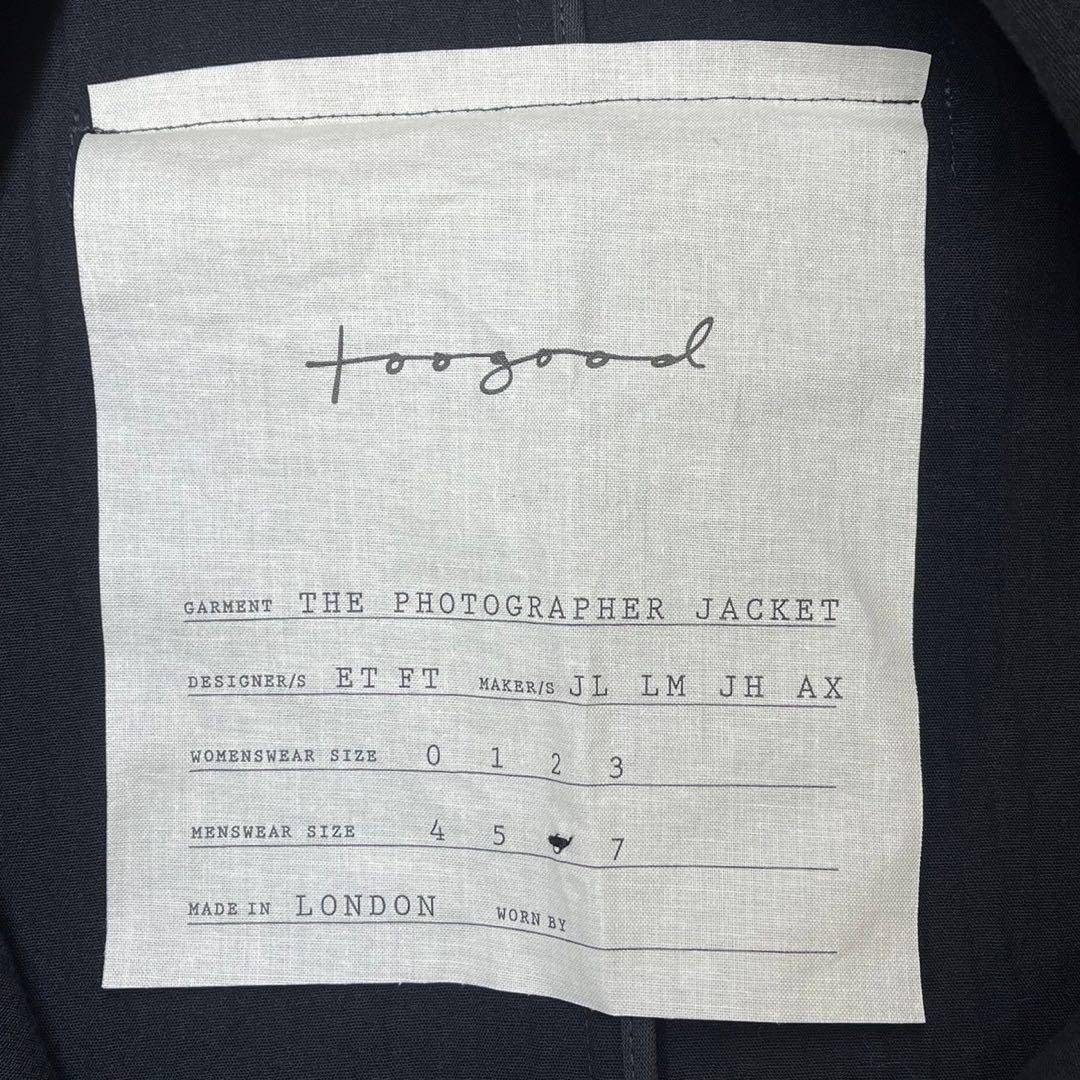 toogood
GARMENT THE PHOTOGRAPHER JACKET
DESIGNER/S ET FT MAKER/S JL LM JH AX
WOMENSWEAR SIZE 0 1 2 3
MENSWEAR SIZE 4 5 7
MADE IN LONDON WORN BY